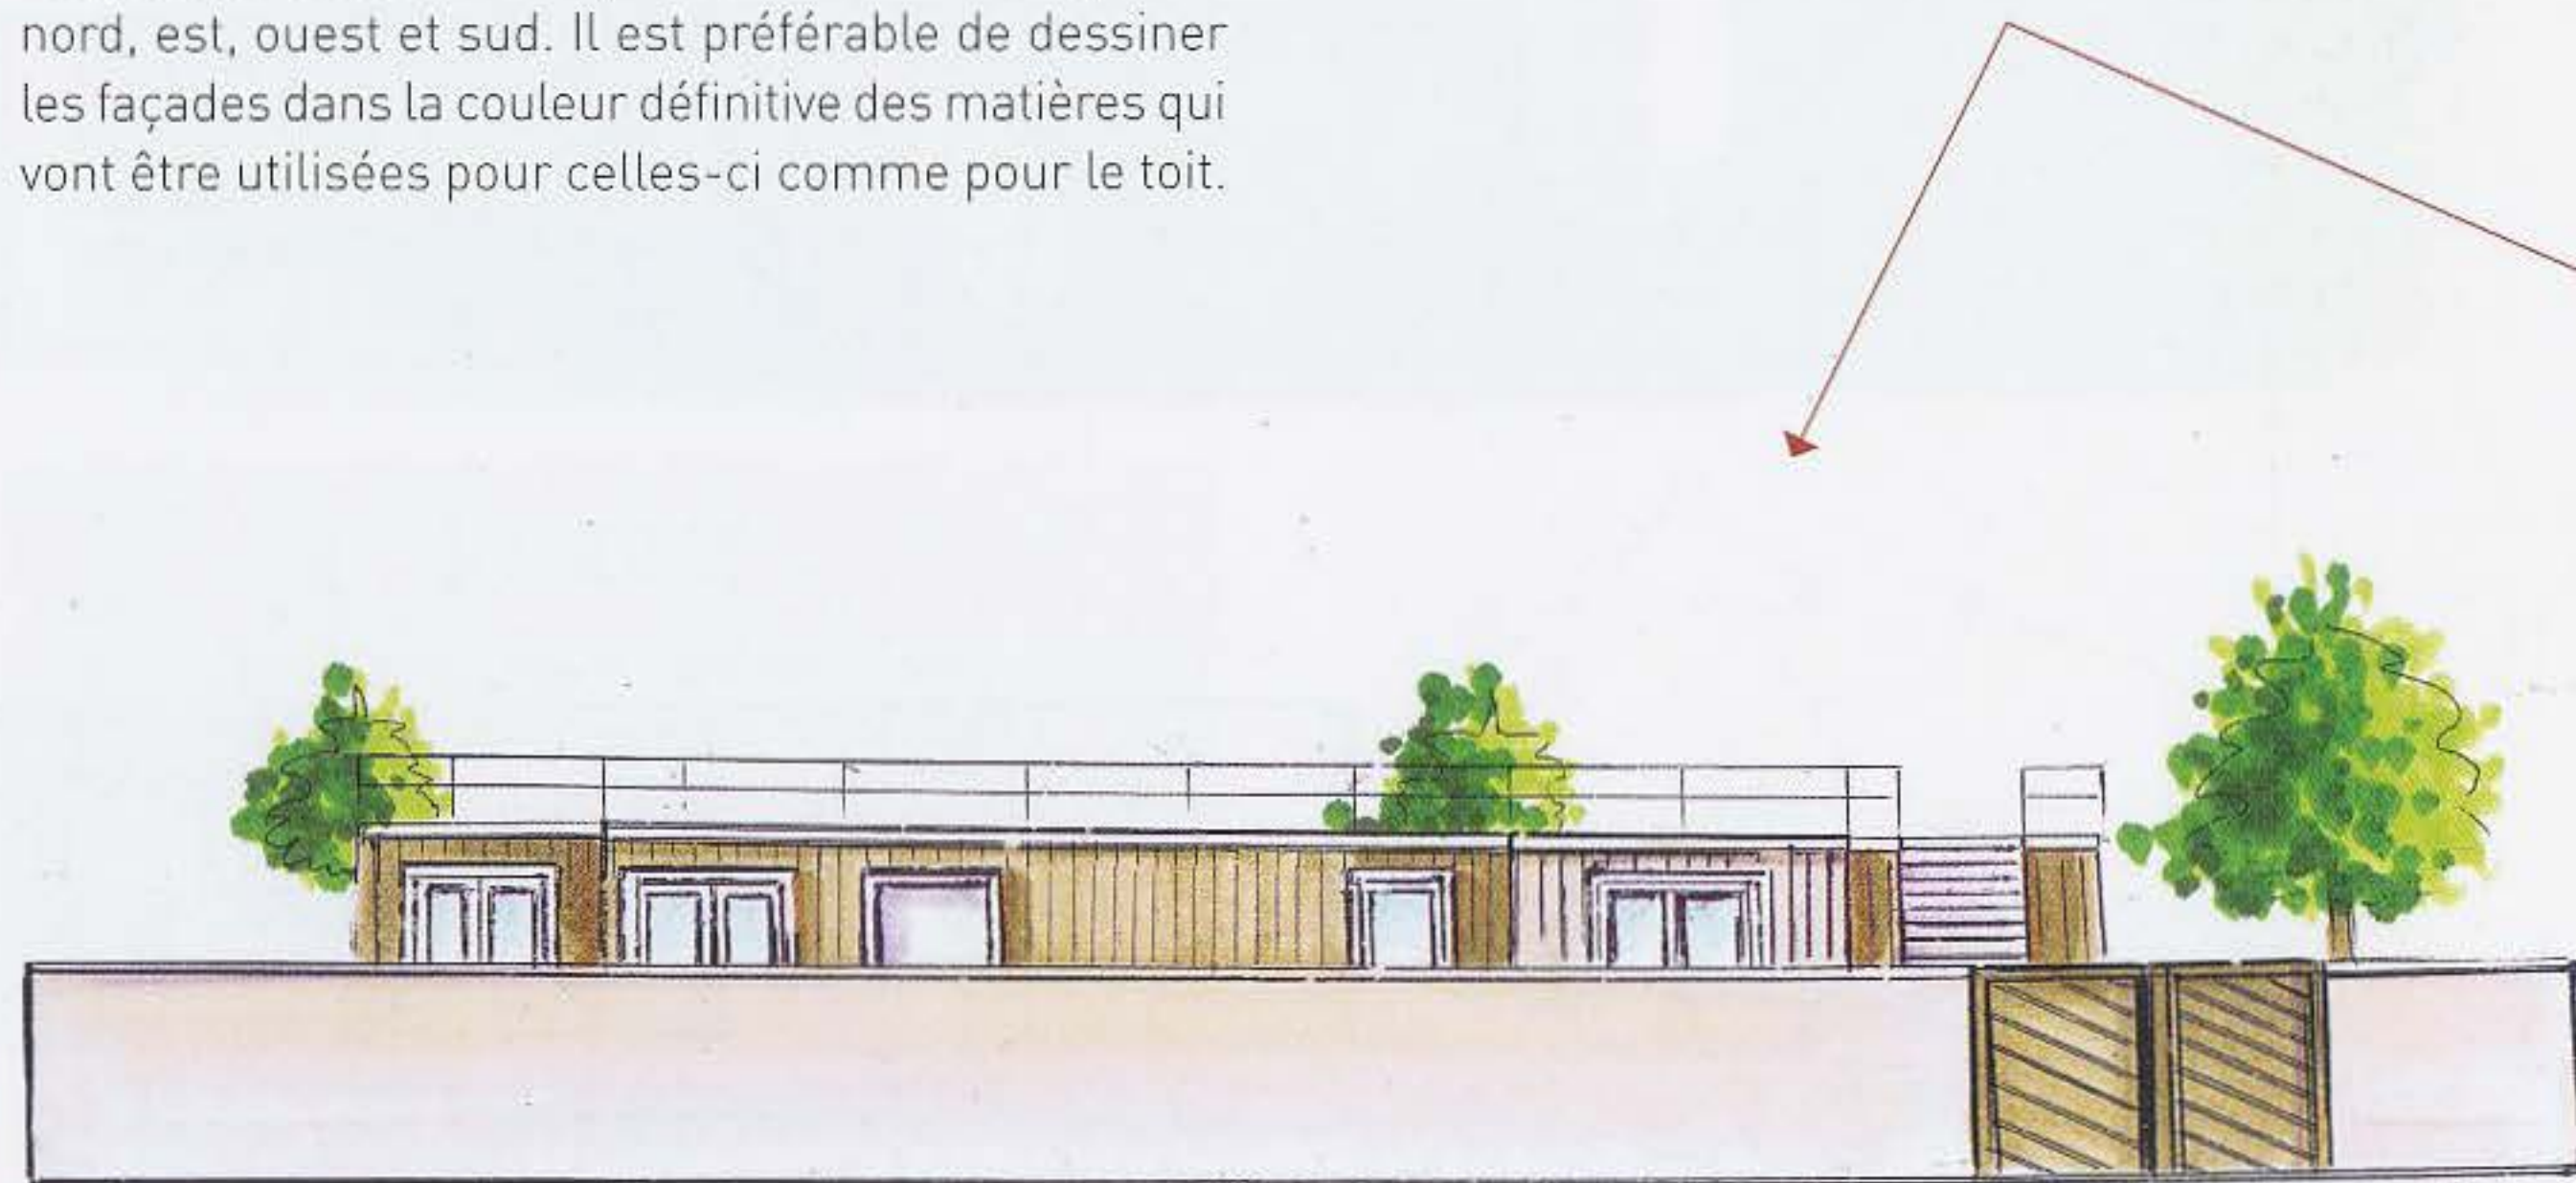 nord, est, ouest et sud. Il est préférable de dessiner
les façades dans la couleur définitive des matières qui
vont être utilisées pour celles-ci comme pour le toit.